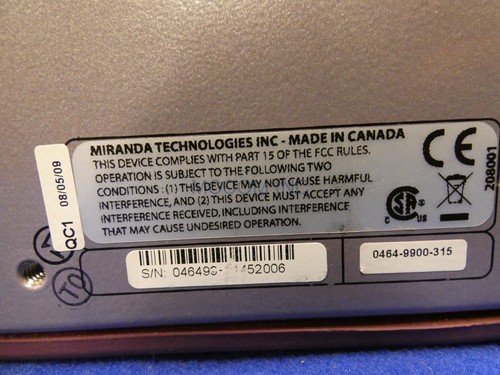 MIRANDA TECHNOLOGIES INC - MADE IN CANADA
THIS DEVICE COMPLIES WITH PART 15 OF THE FCC RULES.
OPERATION IS SUBJECT TO THE FOLLOWING TWO
CONDITIONS : (1) THIS DEVICE MAY NOT CAUSE HARMFUL
INTERFERENCE, AND (2) THIS DEVICE MUST ACCEPT ANY
INTERFERENCE RECEIVED, INCLUDING INTERFERENCE
THAT MAY CAUSE UNDESIRED OPERATION.
CE
C US
208001
QC1 08/05/09
TO
S/N:
0464-9900-315